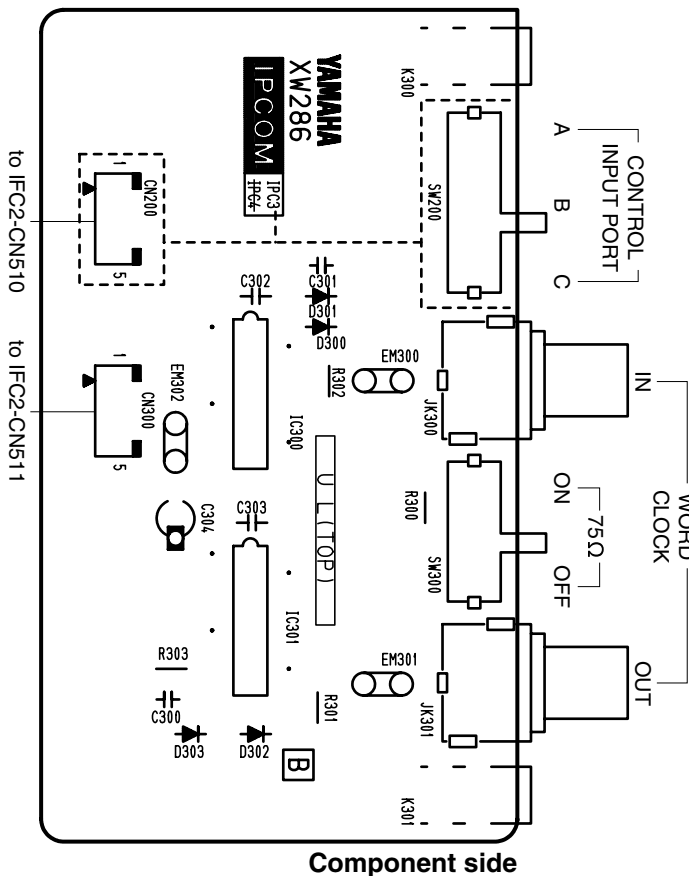 K300
YAMAHA
XW286
IPCOM
IPC3
IPC4
A
B
C
CONTROL
INPUT PORT
SW200
1
CN200
5
to IFC2-CN510
C302
C301
D301
D300
EM300
R302
JK300
IN
WORD
CLOCK
1
CN300
5
to IFC2-CN511
EM302
IC300
U L(TOP)
C304
C303
R300
SW300
ON
75Ω
OFF
IC301
R303
C300
D303
D302
EM301
R301
JK301
OUT
B
K301
Component side